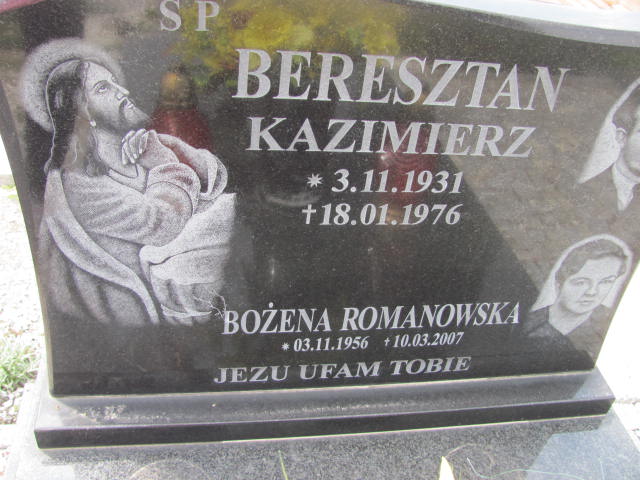 SP
BERESZTAN
KAZIMIERZ
* 3.11.1931
† 18.01.1976
BOŻENA ROMANOWSKA
* 03.11.1956 † 10.03.2007
JEZU UFAM TOBIE